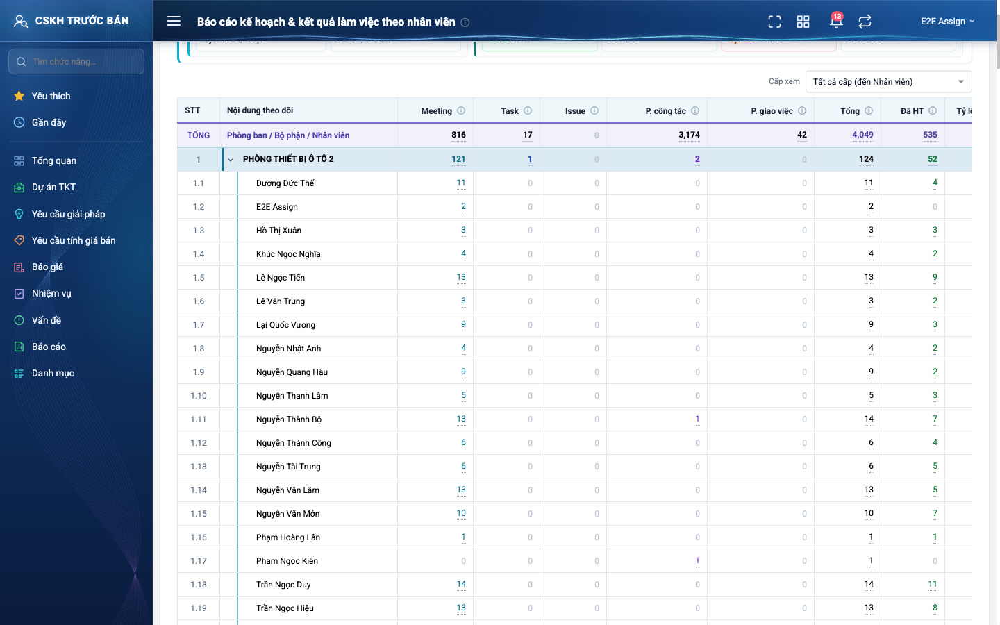 CSKH TRƯỚC BÁN
Báo cáo kế hoạch & kết quả làm việc theo nhân viên
13
E2E Assign
Tìm chức năng...
Yêu thích
Gần đây
Tổng quan
Dự án TKT
Yêu cầu giải pháp
Yêu cầu tính giá bán
Báo giá
Nhiệm vụ
Vấn đề
Báo cáo
Danh mục
Cấp xem Tất cả cấp (đến Nhân viên)
STT Nội dung theo dõi Meeting Task Issue P. công tác P. giao việc Tổng Đã HT
TỔNG Phòng ban / Bộ phận / Nhân viên 816 17 0 3,174 42 4,049 535
1 PHÒNG THIẾT BỊ Ô TÔ 2 121 1 0 2 0 124 52
1.1 Dương Đức Thế 11 0 0 0 0 11 4
1.2 E2E Assign 2 0 0 0 0 2 0
1.3 Hồ Thị Xuân 3 0 0 0 0 3 3
1.4 Khúc Ngọc Nghĩa 4 0 0 0 0 4 2
1.5 Lê Ngọc Tiến 13 0 0 0 0 13 9
1.6 Lê Văn Trung 3 0 0 0 0 3 2
1.7 Lại Quốc Vương 9 0 0 0 0 9 3
1.8 Nguyễn Nhật Anh 4 0 0 0 0 4 2
1.9 Nguyễn Quang Hậu 9 0 0 0 0 9 2
1.10 Nguyễn Thanh Lâm 5 0 0 0 0 5 3
1.11 Nguyễn Thành Bộ 13 0 0 1 0 14 7
1.12 Nguyễn Thành Công 6 0 0 0 0 6 4
1.13 Nguyễn Tài Trung 6 0 0 0 0 6 5
1.14 Nguyễn Văn Lâm 13 0 0 0 0 13 5
1.15 Nguyễn Văn Mởn 10 0 0 0 0 10 7
1.16 Phạm Hoàng Lân 1 0 0 0 0 1 1
1.17 Phạm Ngọc Kiên 0 0 0 1 0 1 0
1.18 Trần Ngọc Duy 14 0 0 0 0 14 11
1.19 Trần Ngọc Hiệu 13 0 0 0 0 13 8